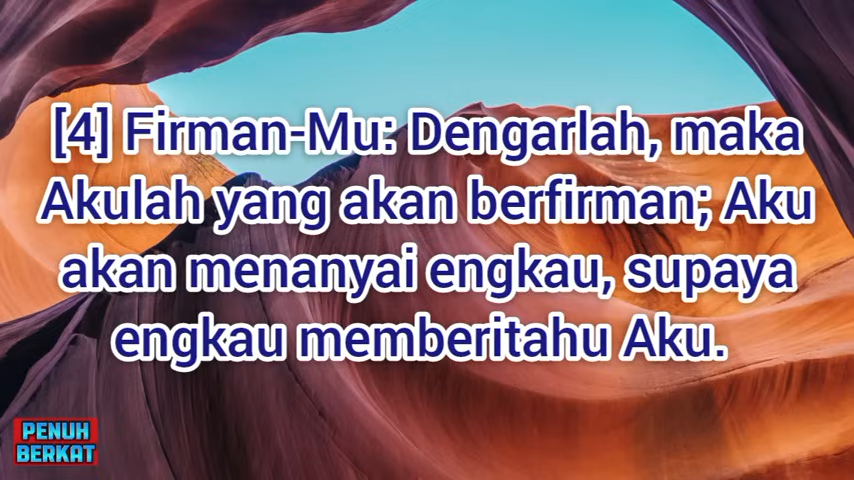 [4] Firman-Mu: Dengarlah, maka
Akulah yang akan berfirman; Aku
akan menanyai engkau, supaya
engkau memberitahu Aku.
PENUH
BERKAT